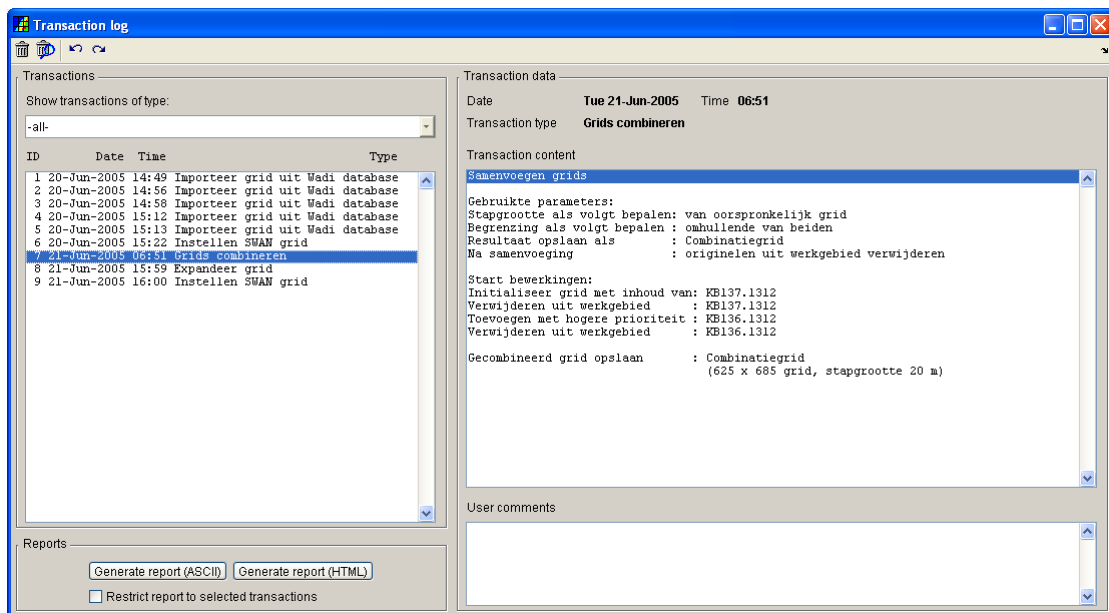 Transaction log
Transactions
Show transactions of type:
-all-
ID Date Time Type
1 20-Jun-2005 14:49 Importeer grid uit Wadi database
2 20-Jun-2005 14:56 Importeer grid uit Wadi database
3 20-Jun-2005 14:58 Importeer grid uit Wadi database
4 20-Jun-2005 15:12 Importeer grid uit Wadi database
5 20-Jun-2005 15:13 Importeer grid uit Wadi database
6 20-Jun-2005 15:22 Instellen SWAN grid
7 21-Jun-2005 06:51 Grids combineren
8 21-Jun-2005 15:59 Expandeer grid
9 21-Jun-2005 16:00 Instellen SWAN grid
Reports
Generate report (ASCII) Generate report (HTML)
Restrict report to selected transactions
Transaction data
Date Tue 21-Jun-2005 Time 06:51
Transaction type Grids combineren
Transaction content
Samenvoegen grids
Gebruikte parameters:
Stapgrootte als volgt bepalen: van oorspronkelijk grid
Begrenzing als volgt bepalen : omhullende van beiden
Resultaat opslaan als : Combinatiegrid
Na samenvoeging : originelen uit werkgebied verwijderen
Start bewerkingen:
Initialiseer grid met inhoud van: KB137.1312
Verwijderen uit werkgebied : KB137.1312
Toevoegen met hogere prioriteit : KB136.1312
Verwijderen uit werkgebied : KB136.1312
Gecombineerd grid opslaan : Combinatiegrid
(625 x 685 grid, stapgrootte 20 m)
User comments